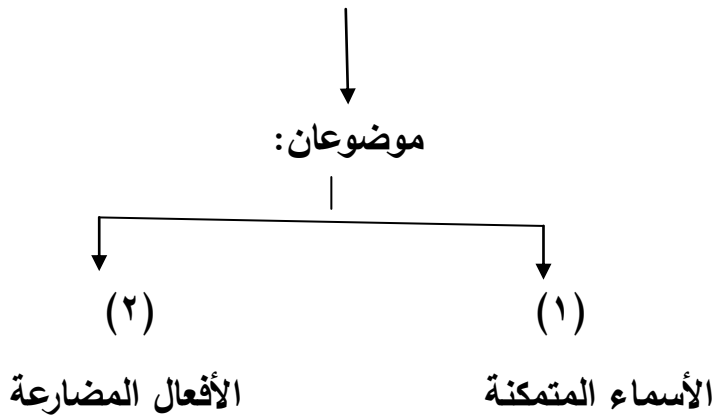 موضوعان:
(١) (٢)
الأسماء المتمكنة الأفعال المضارعة